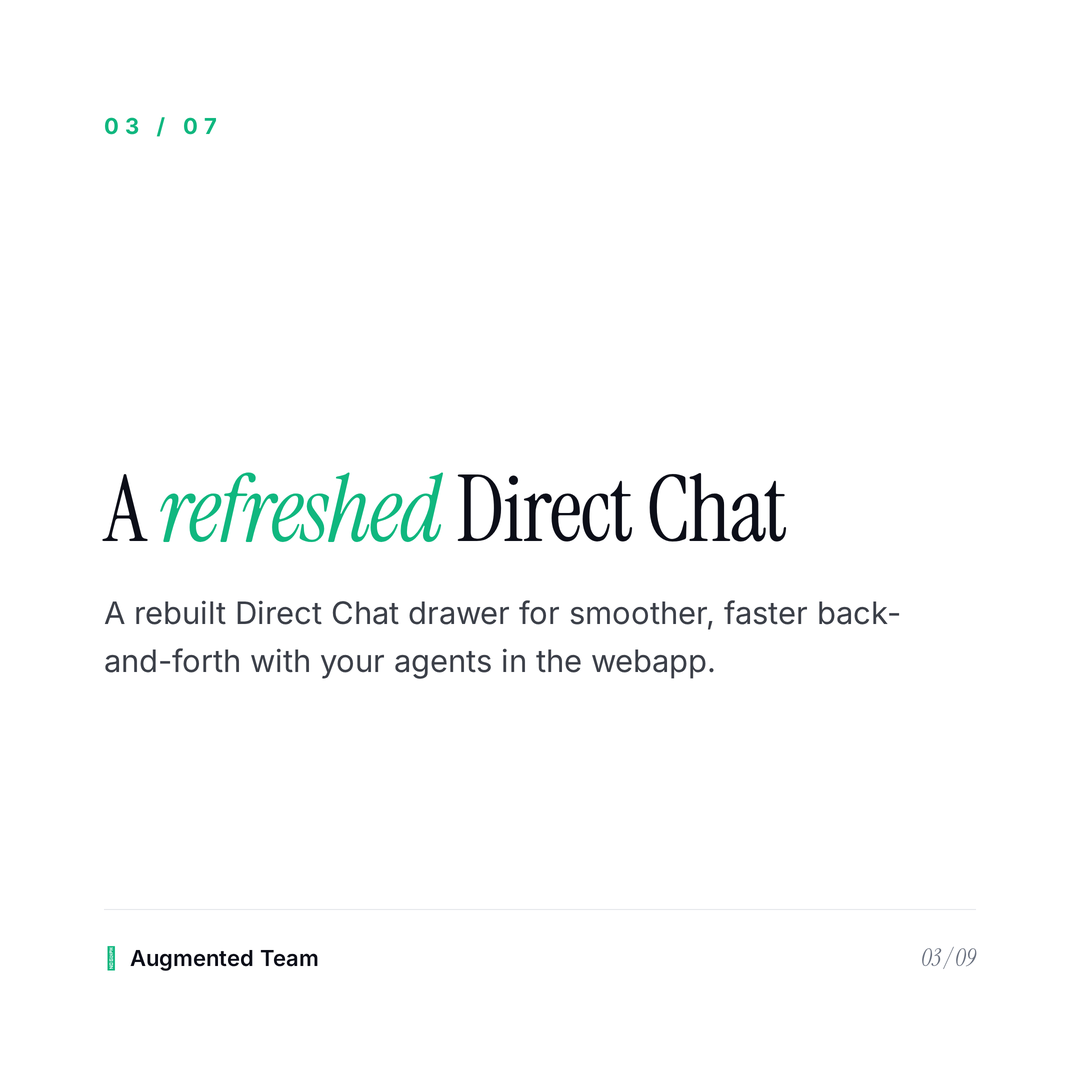 03 / 07
A refreshed Direct Chat
A rebuilt Direct Chat drawer for smoother, faster back-
and-forth with your agents in the webapp.
Augmented Team
03 / 09